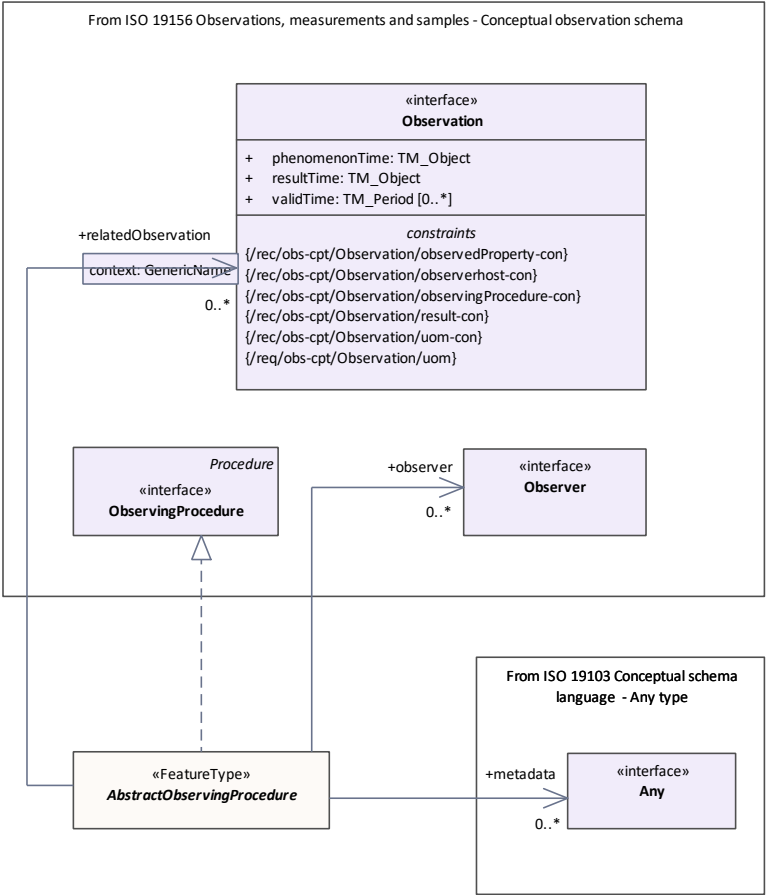 From ISO 19156 Observations, measurements and samples - Conceptual observation schema
«interface»
Observation
+ phenomenonTime: TM_Object
+ resultTime: TM_Object
+ validTime: TM_Period [0..*]
constraints
{/rec/obs-cpt/Observation/observedProperty-con}
{/rec/obs-cpt/Observation/observerhost-con}
{/rec/obs-cpt/Observation/observingProcedure-con}
{/rec/obs-cpt/Observation/result-con}
{/rec/obs-cpt/Observation/uom-con}
{/req/obs-cpt/Observation/uom}
+relatedObservation
context: GenericName
0..*
Procedure
«interface»
ObservingProcedure
+observer
0..*
«interface»
Observer
From ISO 19103 Conceptual schema
language - Any type
«FeatureType»
AbstractObservingProcedure
+metadata
0..*
«interface»
Any